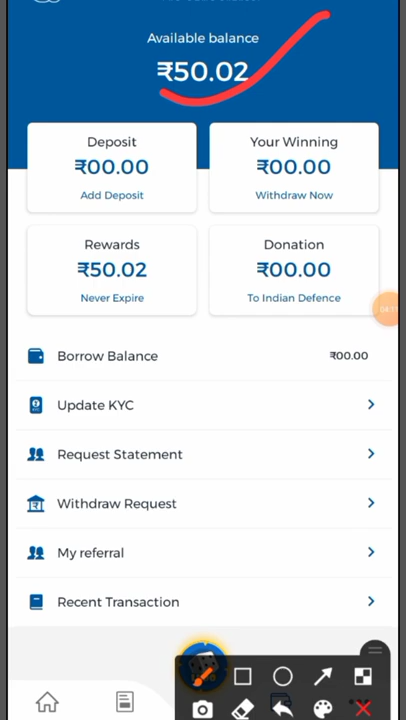 Available balance
₹50.02
Deposit
₹00.00
Add Deposit
Your Winning
₹00.00
Withdraw Now
Rewards
₹50.02
Never Expire
Donation
₹00.00
To Indian Defence
Borrow Balance ₹00.00
Update KYC
Request Statement
Withdraw Request
My referral
Recent Transaction